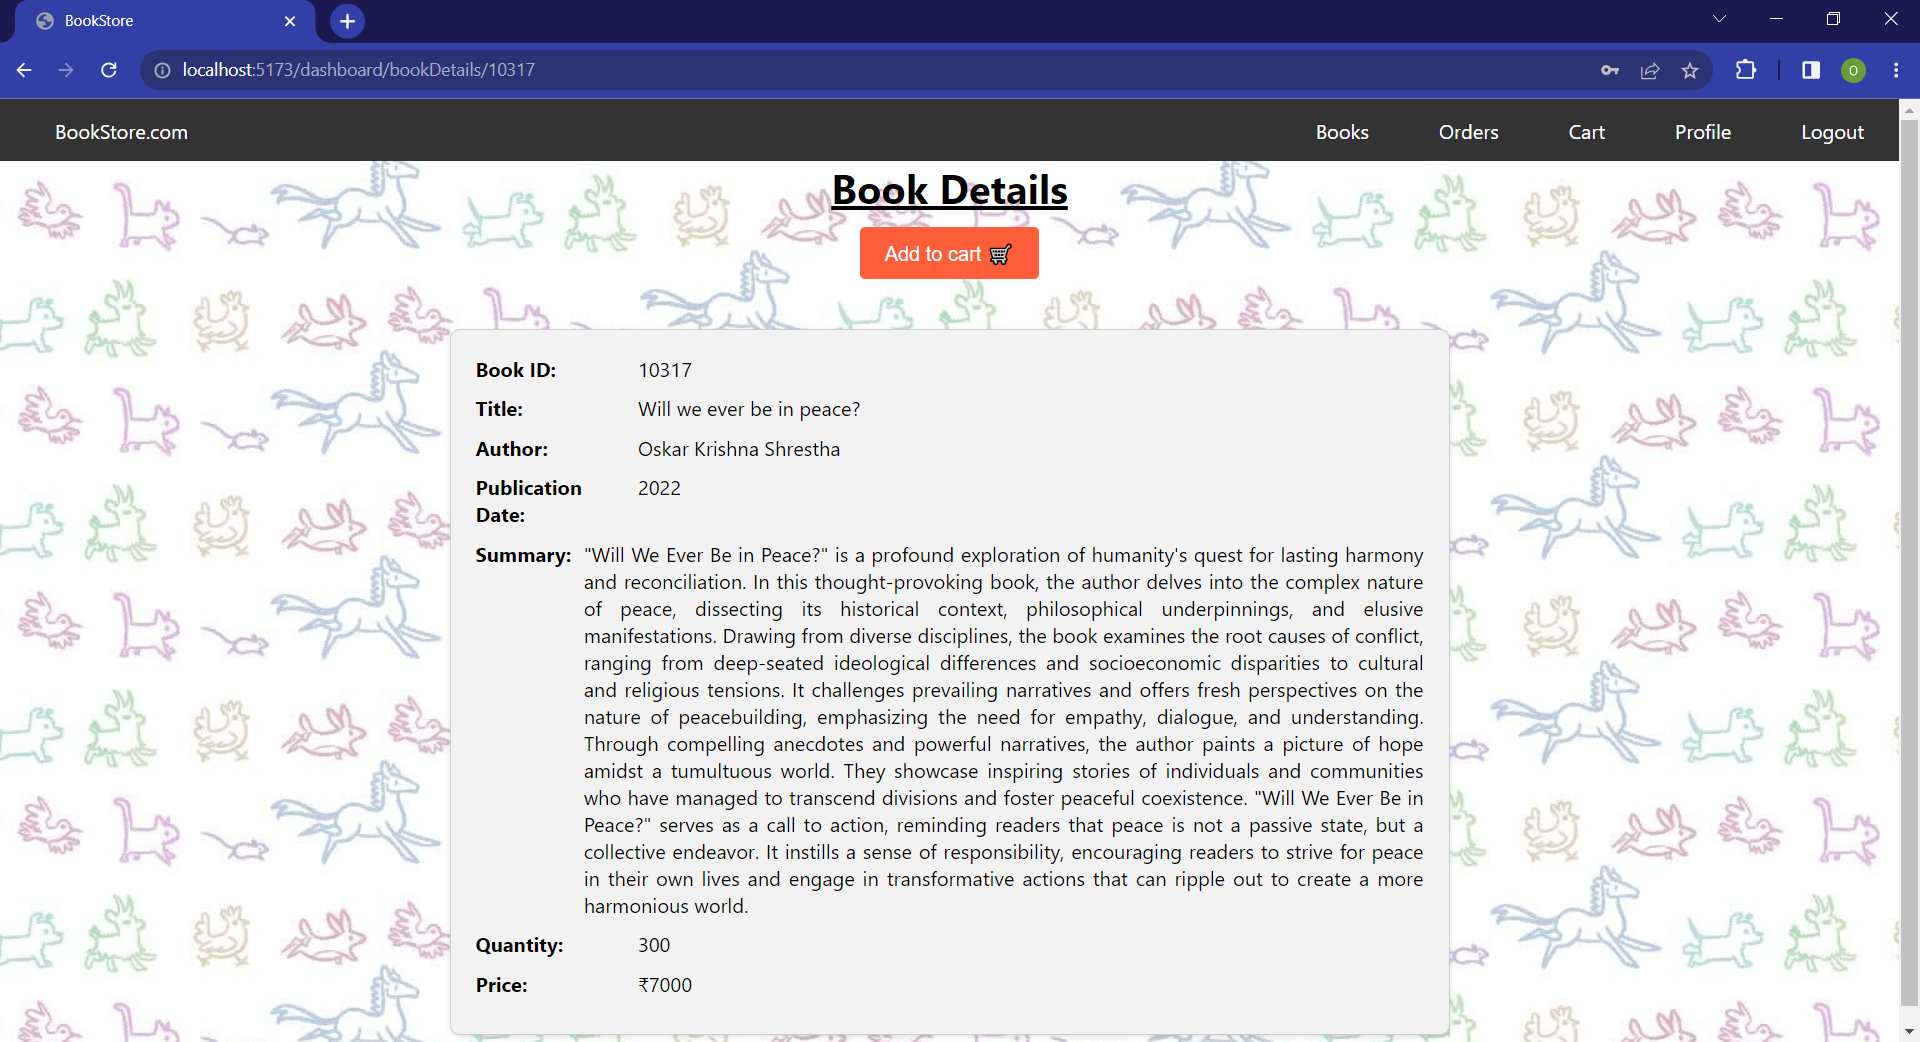 BookStore
localhost:5173/dashboard/bookDetails/10317
O
BookStore.com
Books
Orders
Cart
Profile
Logout
Book Details
Add to cart
Book ID: 10317
Title: Will we ever be in peace?
Author: Oskar Krishna Shrestha
Publication 2022
Date:
Summary: "Will We Ever Be in Peace?" is a profound exploration of humanity's quest for lasting harmony
and reconciliation. In this thought-provoking book, the author delves into the complex nature
of peace, dissecting its historical context, philosophical underpinnings, and elusive
manifestations. Drawing from diverse disciplines, the book examines the root causes of conflict,
ranging from deep-seated ideological differences and socioeconomic disparities to cultural
and religious tensions. It challenges prevailing narratives and offers fresh perspectives on the
nature of peacebuilding, emphasizing the need for empathy, dialogue, and understanding.
Through compelling anecdotes and powerful narratives, the author paints a picture of hope
amidst a tumultuous world. They showcase inspiring stories of individuals and communities
who have managed to transcend divisions and foster peaceful coexistence. "Will We Ever Be in
Peace?" serves as a call to action, reminding readers that peace is not a passive state, but a
collective endeavor. It instills a sense of responsibility, encouraging readers to strive for peace
in their own lives and engage in transformative actions that can ripple out to create a more
harmonious world.
Quantity: 300
Price: ₹7000